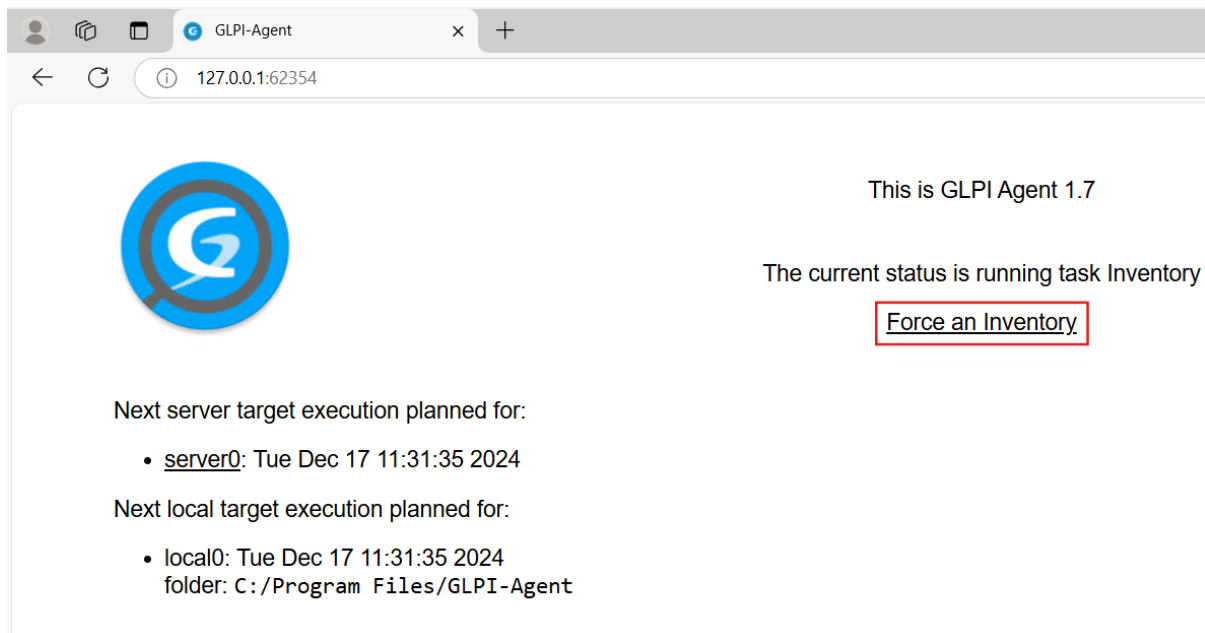 GLPI-Agent
127.0.0.1:62354
This is GLPI Agent 1.7
The current status is running task Inventory
Force an Inventory
Next server target execution planned for:
• server0: Tue Dec 17 11:31:35 2024
Next local target execution planned for:
• local0: Tue Dec 17 11:31:35 2024
folder: C:/Program Files/GLPI-Agent